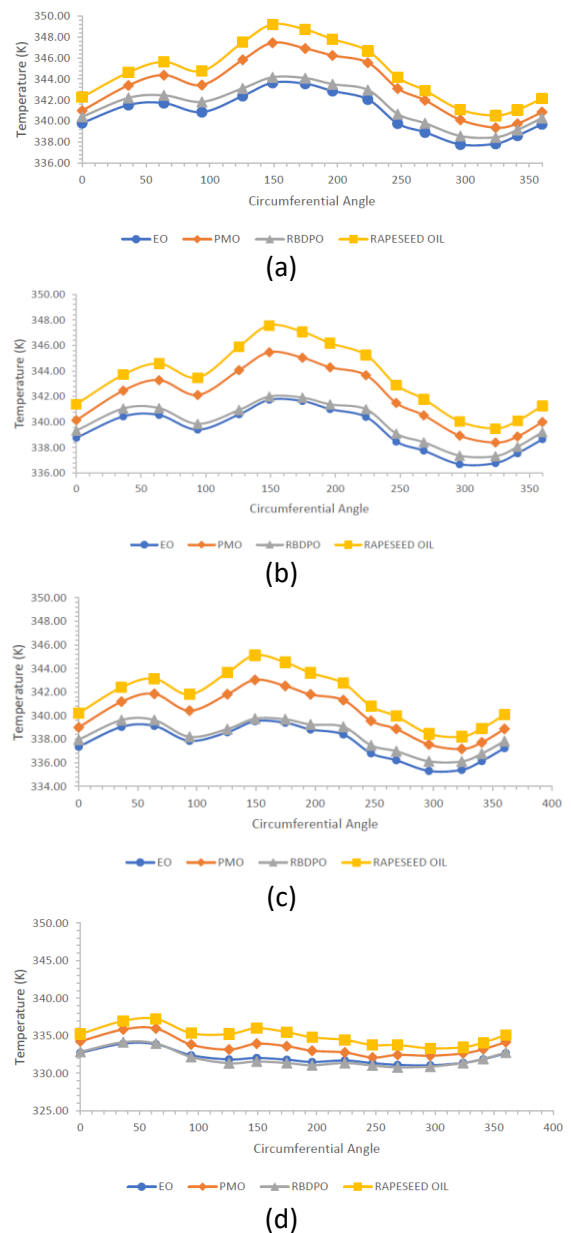 350.00
348.00
346.00
344.00
342.00
340.00
338.00
336.00
Temperature (K)
0 50 100 150 200 250 300 350
Circumferential Angle
EO PMO RBDPO RAPESEED OIL
(a)
350.00
348.00
346.00
344.00
342.00
340.00
338.00
336.00
Temperature (K)
0 50 100 150 200 250 300 350
Circumferential Angle
EO PMO RBDPO RAPESEED OIL
(b)
350.00
348.00
346.00
344.00
342.00
340.00
338.00
336.00
334.00
Temperature (K)
0 50 100 150 200 250 300 350 400
Circumferential Angle
EO PMO RBDPO RAPESEED OIL
(c)
350.00
345.00
340.00
335.00
330.00
325.00
Temperature (K)
0 50 100 150 200 250 300 350 400
Circumferential Angle
EO PMO RBDPO RAPESEED OIL
(d)